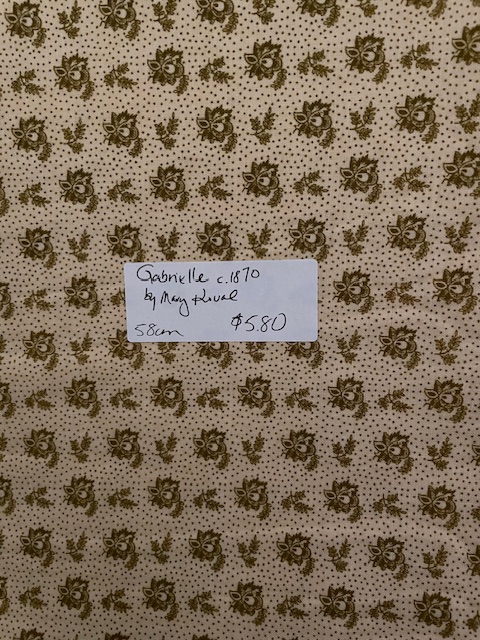 Gabrielle c.1870
by Mary Koval
58cm $5.80